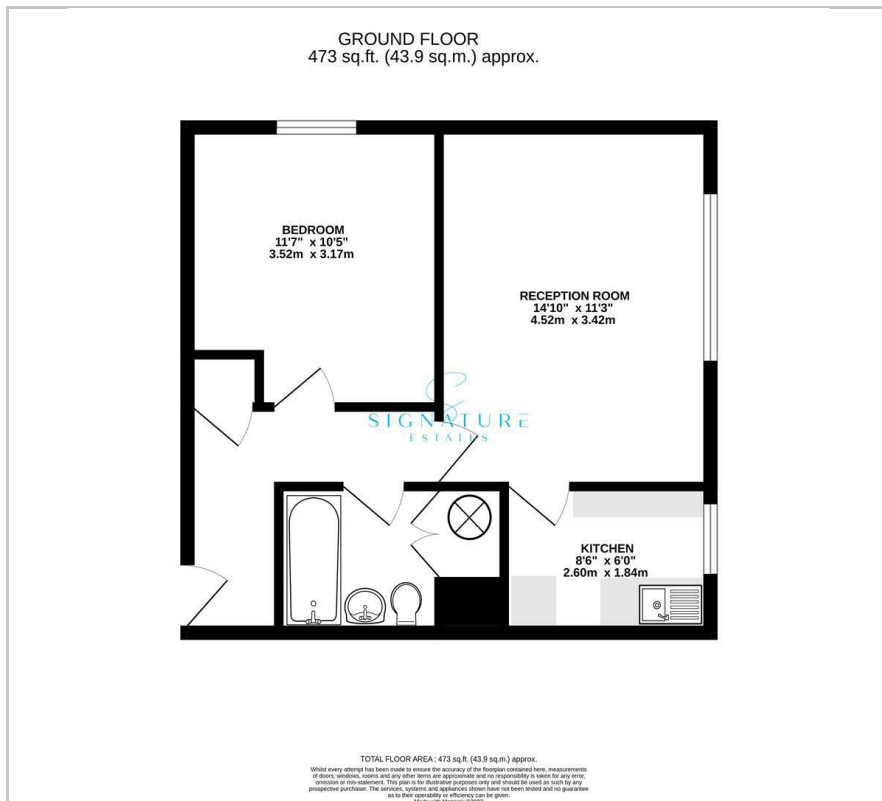 GROUND FLOOR
473 sq.ft. (43.9 sq.m.) approx.
BEDROOM
11'7" x 10'5"
3.52m x 3.17m
RECEPTION ROOM
14'10" x 11'3"
4.52m x 3.42m
SIGNATURE
ESTATES
KITCHEN
8'6" x 6'0"
2.60m x 1.84m
TOTAL FLOOR AREA : 473 sq.ft. (43.9 sq.m.) approx.
Whilst every attempt has been made to ensure the accuracy of the floorplan contained here, measurements
of doors, windows, rooms and any other items are approximate and no responsibility is taken for any error,
omission or mis-statement. This plan is for illustrative purposes only and should be used as such by any
prospective purchaser. The services, systems and appliances shown have not been tested and no guarantee
as to their operability or efficiency can be given.
Made with Metropix